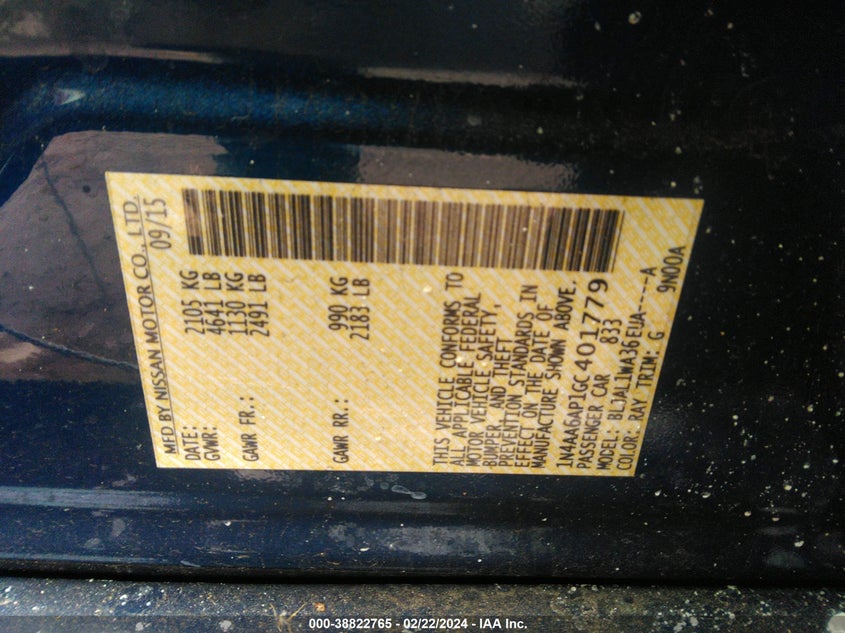 MFD BY NISSAN MOTOR CO., LTD.
DATE: 09/15
GVWR: 2105 KG
4641 LB
GAWR FR.: 1130 KG
2491 LB
GAWR RR.: 990 KG
2183 LB
THIS VEHICLE CONFORMS TO
ALL APPLICABLE FEDERAL
MOTOR VEHICLE SAFETY,
BUMPER, AND THEFT
PREVENTION STANDARDS IN
EFFECT ON THE DATE OF
MANUFACTURE SHOWN ABOVE.
1N4AA6AP1GC401779
PASSENGER CAR 833
MODEL: BLJAL1WA36EUA----A
COLOR: RAY TRIM: G 9N00A
000-38822765 - 02/22/2024 - IAA Inc.